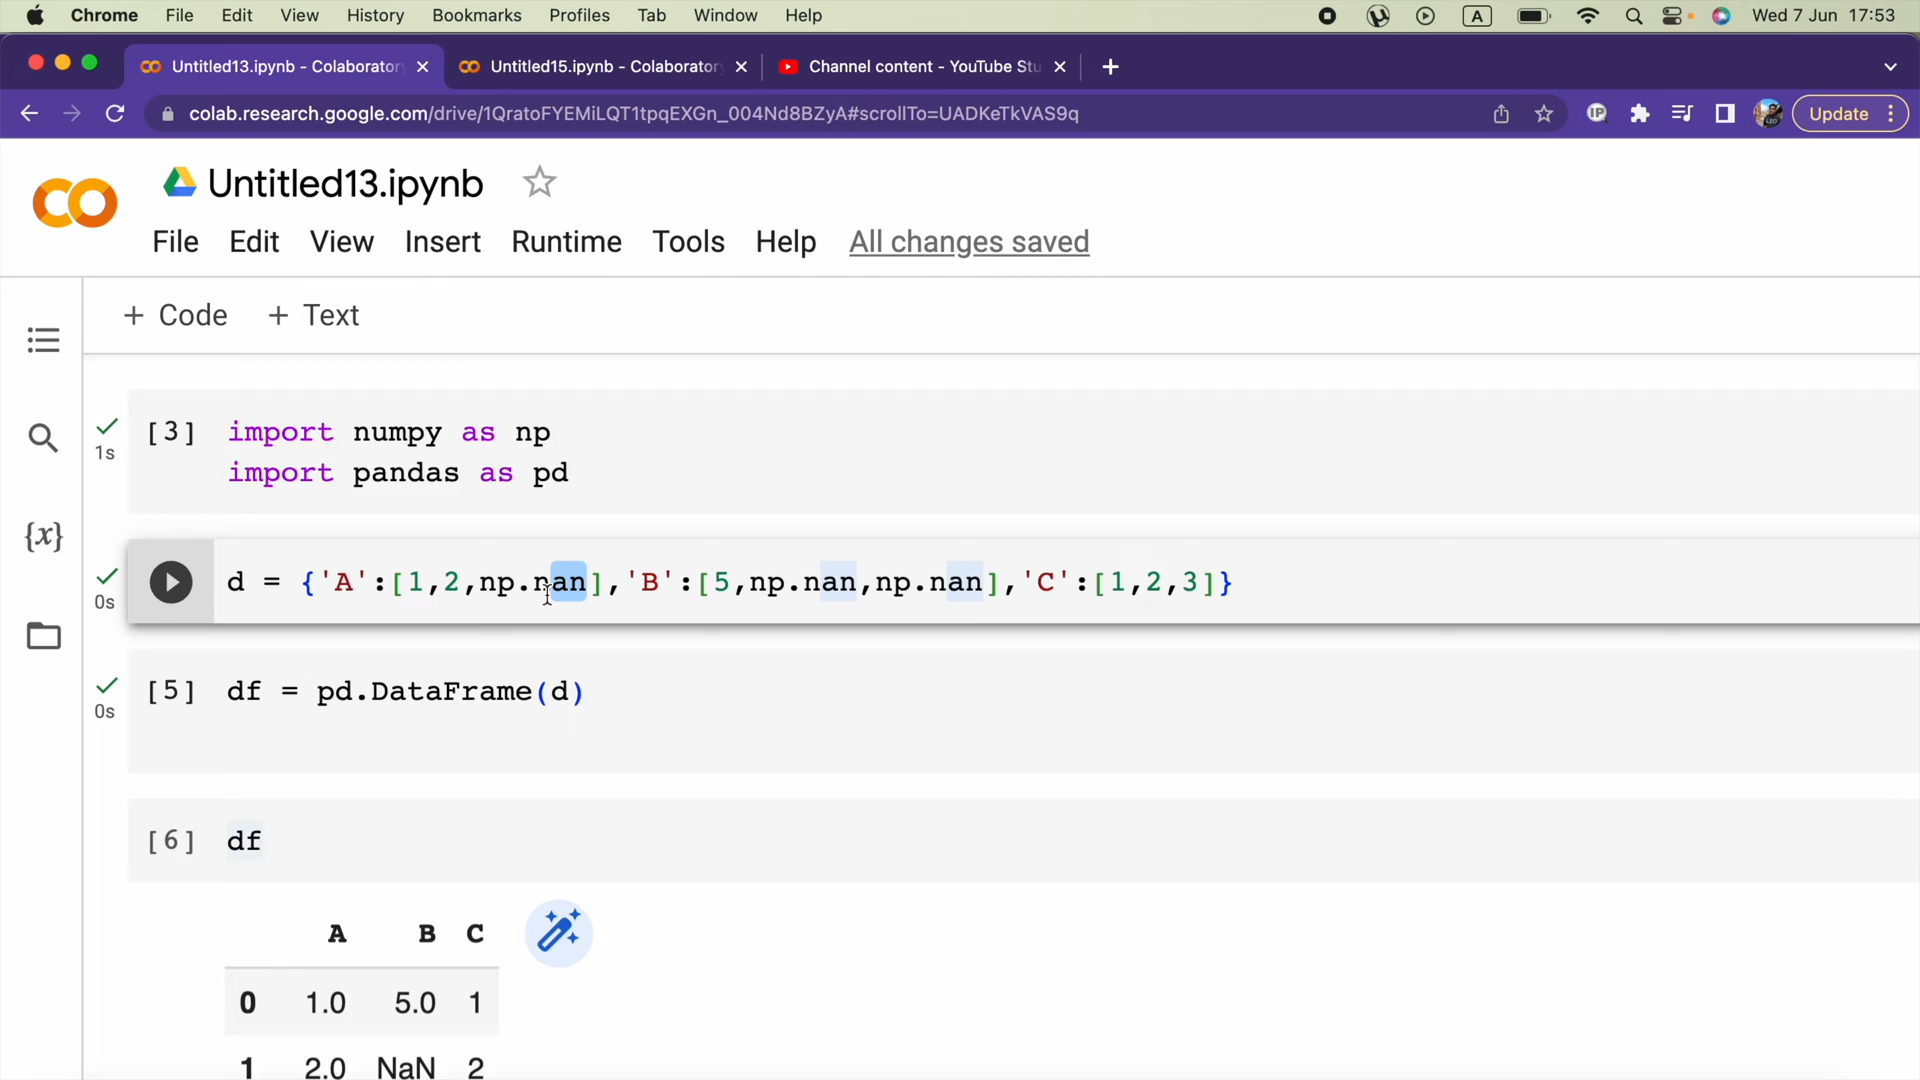 Chrome File Edit View History Bookmarks Profiles Tab Window Help A Wed 7 Jun 17:53
Untitled13.ipynb - Colaborator Untitled15.ipynb - Colaborator Channel content - YouTube Stu
colab.research.google.com/drive/1QratoFYEMiLQT1tpqEXGn_004Nd8BZyA#scrollTo=UADKeTkVAS9q IP Update
Untitled13.ipynb
File Edit View Insert Runtime Tools Help All changes saved
+ Code + Text
[3] import numpy as np
1s import pandas as pd
{x}
d = {'A':[1,2,np.nan],'B':[5,np.nan,np.nan],'C':[1,2,3]}
0s
[5] df = pd.DataFrame(d)
0s
[6] df
A B C
0 1.0 5.0 1
1 2.0 NaN 2